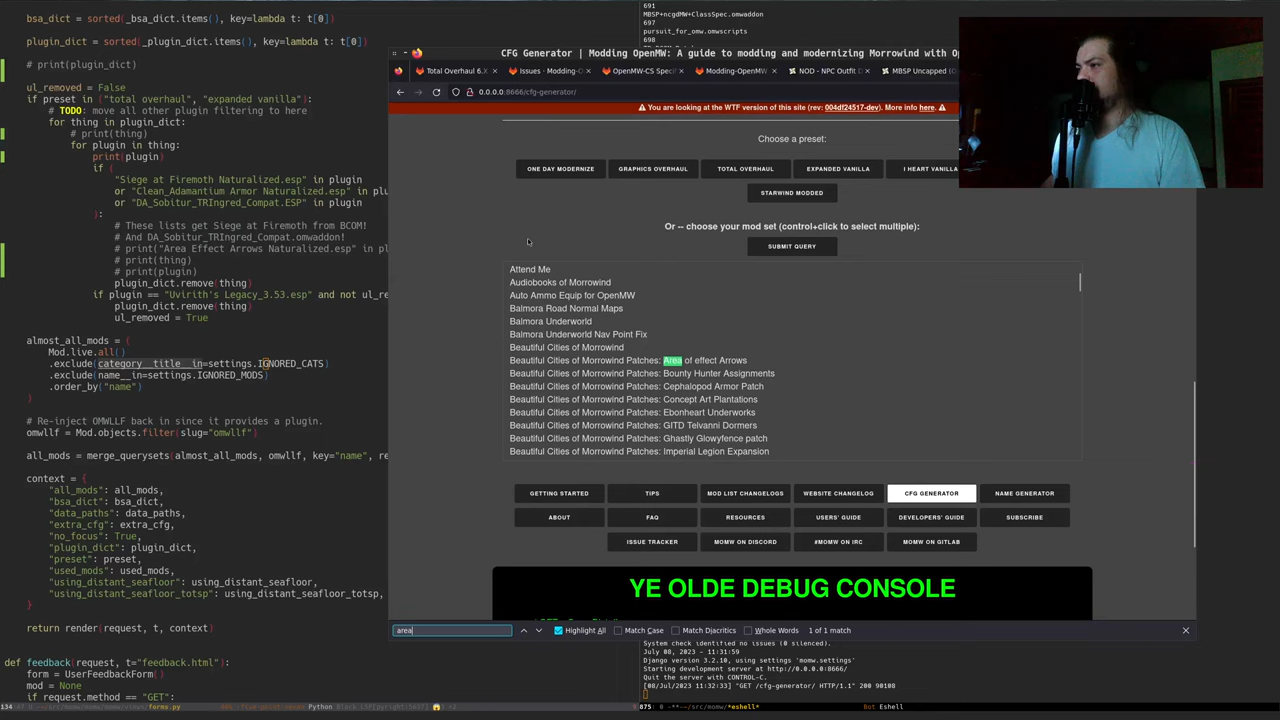 bsa_dict = sorted(_bsa_dict.items(), key=lambda t: t[0])
plugin_dict = sorted(_plugin_dict.items(), key=lambda t: t[0])
# print(plugin_dict)
ul_removed = False
if preset in ("total overhaul", "expanded vanilla"):
# TODO: move all other plugin filtering to here
for thing in plugin_dict:
# print(thing)
for plugin in thing:
print(plugin)
if (
"Siege at Firemoth Naturalized.esp" in plugin
or "Clean_Adamantium Armor Naturalized.esp" in plu
or "DA_Sobitur_TRIngred_Compat.ESP" in plugin
):
# These lists get Siege at Firemoth from BCOM!
# And DA_Sobitur_TRIngred_Compat.omwaddon!
# print("Area Effect Arrows Naturalized.esp" in pl
# print(thing)
# print(plugin)
plugin_dict.remove(thing)
if plugin == "Uvirith's Legacy_3.53.esp" and not ul_re
plugin_dict.remove(thing)
ul_removed = True
almost_all_mods = (
Mod.live.all()
.exclude(category__title__in=settings.IGNORED_CATS)
.exclude(name__in=settings.IGNORED_MODS)
.order_by("name")
)
# Re-inject OMWLLF back in since it provides a plugin.
omwllf = Mod.objects.filter(slug="omwllf")
all_mods = merge_querysets(almost_all_mods, omwllf, key="name", re
context = {
"all_mods": all_mods,
"bsa_dict": bsa_dict,
"data_paths": data_paths,
"extra_cfg": extra_cfg,
"no_focus": True,
"plugin_dict": plugin_dict,
"preset": preset,
"used_mods": used_mods,
"using_distant_seafloor": using_distant_seafloor,
"using_distant_seafloor_totsp": using_distant_seafloor_totsp,
}
return render(request, t, context)
def feedback(request, t="feedback.html"):
form = UserFeedbackForm()
mod = None
if request.method == "GET":
691
MBSP+ncgdMW+ClassSpec.omwaddon
697
pursuit_for_omw.omwscripts
698
CFG Generator | Modding OpenMW: A guide to modding and modernizing Morrowind with Op
Total Overhaul 6.X
Issues · Modding-O
OpenMW-CS Speci
Modding-OpenMW
NOD - NPC Outfit D
MBSP Uncapped (O
0.0.0.0:8666/cfg-generator/
⚠ You are looking at the WTF version of this site (rev: 004df24517-dev). More info here. ⚠
Choose a preset:
ONE DAY MODERNIZE
GRAPHICS OVERHAUL
TOTAL OVERHAUL
EXPANDED VANILLA
I HEART VANILLA
STARWIND MODDED
Or -- choose your mod set (control+click to select multiple):
SUBMIT QUERY
Attend Me
Audiobooks of Morrowind
Auto Ammo Equip for OpenMW
Balmora Road Normal Maps
Balmora Underworld
Balmora Underworld Nav Point Fix
Beautiful Cities of Morrowind
Beautiful Cities of Morrowind Patches: Area of effect Arrows
Beautiful Cities of Morrowind Patches: Bounty Hunter Assignments
Beautiful Cities of Morrowind Patches: Cephalopod Armor Patch
Beautiful Cities of Morrowind Patches: Concept Art Plantations
Beautiful Cities of Morrowind Patches: Ebonheart Underworks
Beautiful Cities of Morrowind Patches: GITD Telvanni Dormers
Beautiful Cities of Morrowind Patches: Ghastly Glowyfence patch
Beautiful Cities of Morrowind Patches: Imperial Legion Expansion
GETTING STARTED
TIPS
MOD LIST CHANGELOGS
WEBSITE CHANGELOG
CFG GENERATOR
NAME GENERATOR
ABOUT
FAQ
RESOURCES
USERS' GUIDE
DEVELOPERS' GUIDE
SUBSCRIBE
ISSUE TRACKER
MOMW ON DISCORD
#MOMW ON IRC
MOMW ON GITLAB
YE OLDE DEBUG CONSOLE
area
Highlight All
Match Case
Match Diacritics
Whole Words
1 of 1 match
System check identified no issues (0 silenced).
July 08, 2023 - 11:31:59
Django version 3.2.10, using settings 'momw.settings'
Starting development server at http://0.0.0.0:8666/
Quit the server with CONTROL-C.
[08/Jul/2023 11:32:33] "GET /cfg-generator/ HTTP/1.1" 200 90108
875: 0 -**-~/src/momw/*eshell*
Bot Eshell